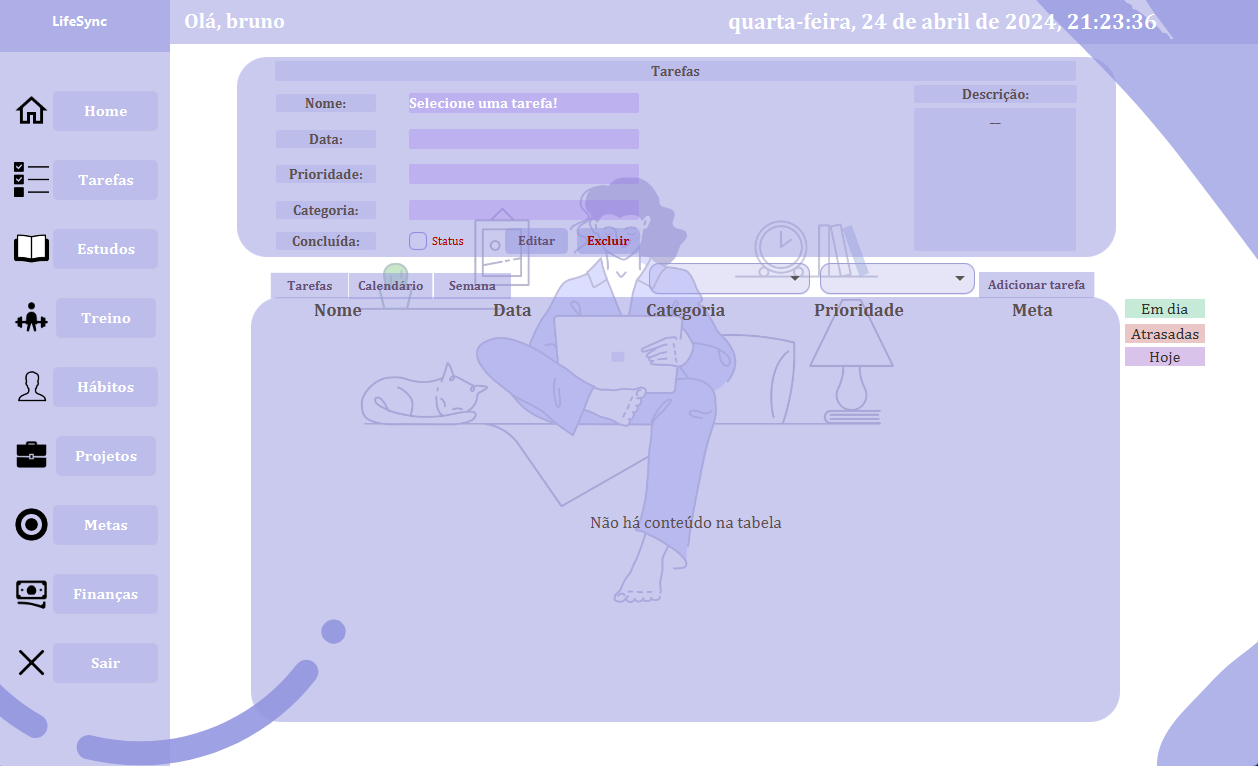 LifeSync
Olá, bruno
quarta-feira, 24 de abril de 2024, 21:23:36
Home
Tarefas
Estudos
Treino
Hábitos
Projetos
Metas
Finanças
Sair
Tarefas
Nome:
Selecione uma tarefa!
Data:
Prioridade:
Categoria:
Concluída:
Status
Editar
Excluir
Descrição:
__
Tarefas
Calendário
Semana
Adicionar tarefa
Nome
Data
Categoria
Prioridade
Meta
Não há conteúdo na tabela
Em dia
Atrasadas
Hoje